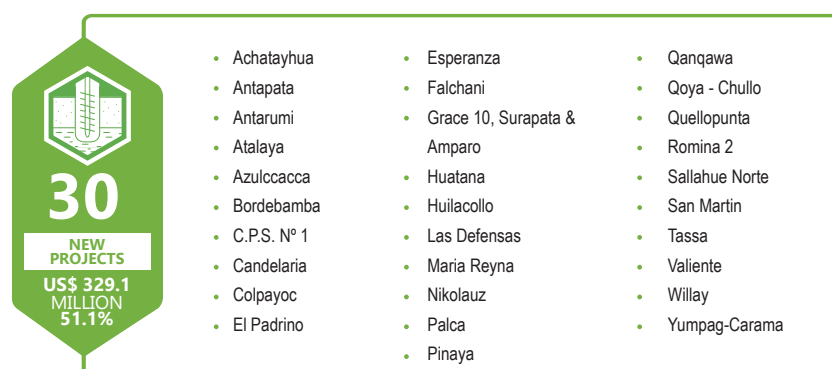 30
NEW
PROJECTS
US$ 329.1
MILLION
51.1%
• Achatayhua
• Antapata
• Antarumi
• Atalaya
• Azulccacca
• Bordebamba
• C.P.S. Nº 1
• Candelaria
• Colpayoc
• El Padrino
• Esperanza
• Falchani
• Grace 10, Surapata &
Amparo
• Huatana
• Huilacollo
• Las Defensas
• Maria Reyna
• Nikolauz
• Palca
• Pinaya
• Qanqawa
• Qoya - Chullo
• Quellopunta
• Romina 2
• Sallahue Norte
• San Martin
• Tassa
• Valiente
• Willay
• Yumpag-Carama